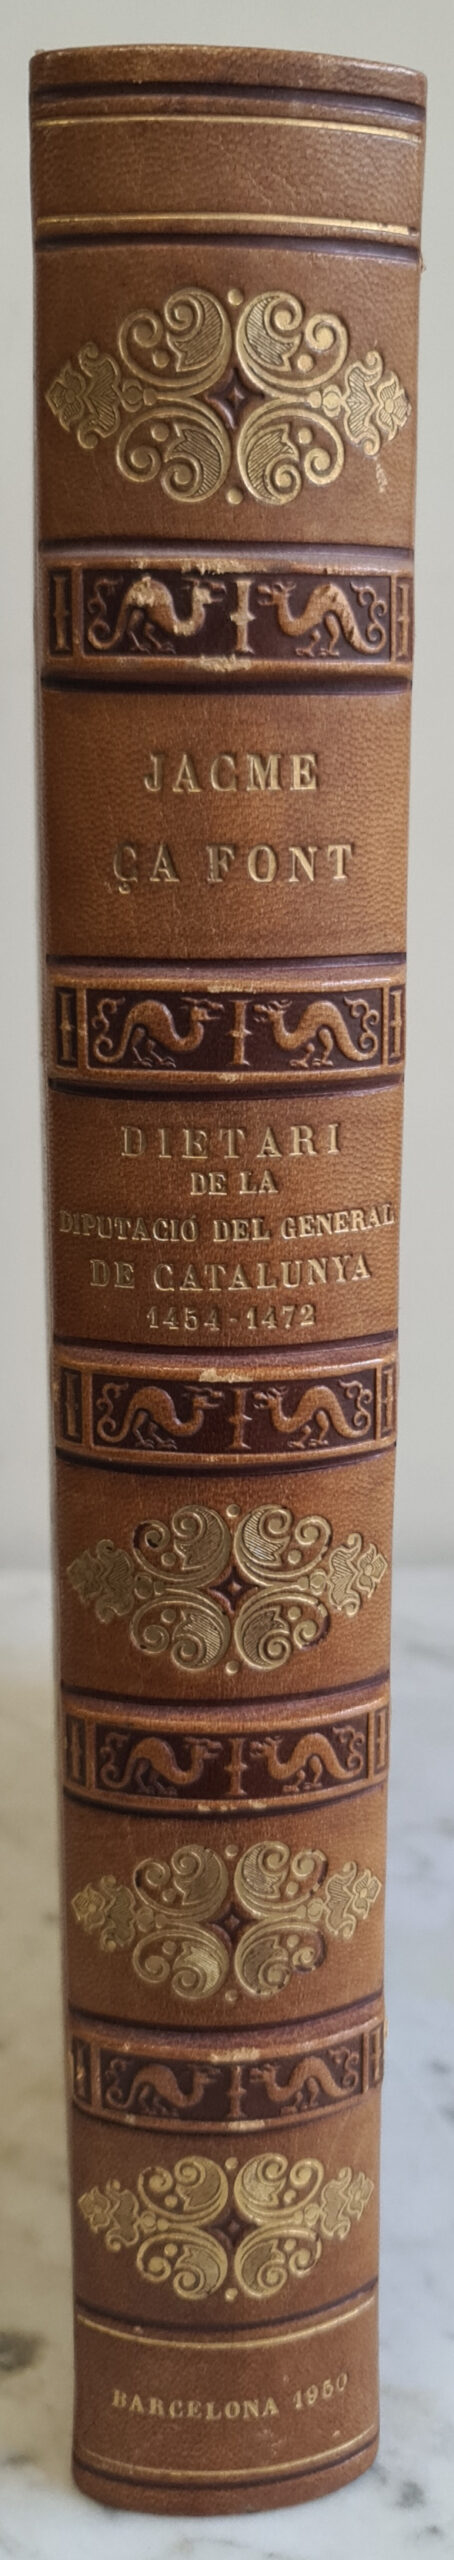 JACME
ÇA FONT
DIETARI
DE LA
DIPUTACIÓ DEL GENERAL
DE CATALUNYA
1454-1472
BARCELONA 1950